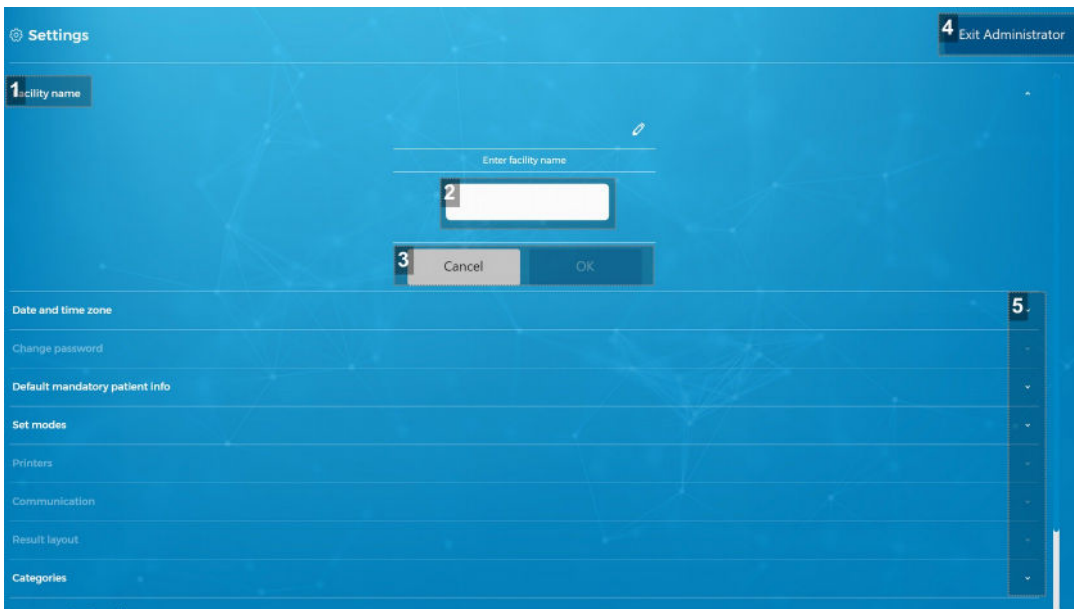 Settings
4 Exit Administrator
1 acility name
Enter facility name
2
3 Cancel OK
Date and time zone 5
Change password
Default mandatory patient info
Set modes
Printers
Communication
Result layout
Categories